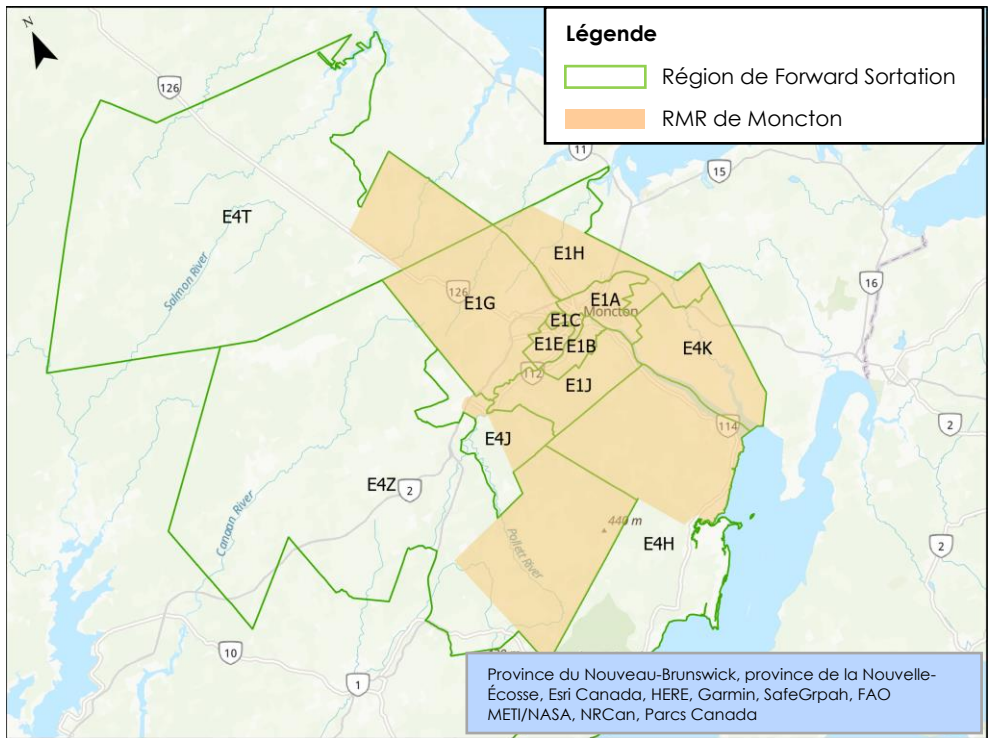 N
Légende
Région de Forward Sortation
RMR de Moncton
126
11
15
E4T
Salmon River
E1H
16
126
E1G
E1A
Moncton
E1C
E1E
E1B
E4K
112
E1J
114
2
E4J
E4Z
2
Canaan River
440 m
E4H
Pollett River
2
10
1
Province du Nouveau-Brunswick, province de la Nouvelle-
Écosse, Esri Canada, HERE, Garmin, SafeGrpah, FAO
METI/NASA, NRCan, Parcs Canada